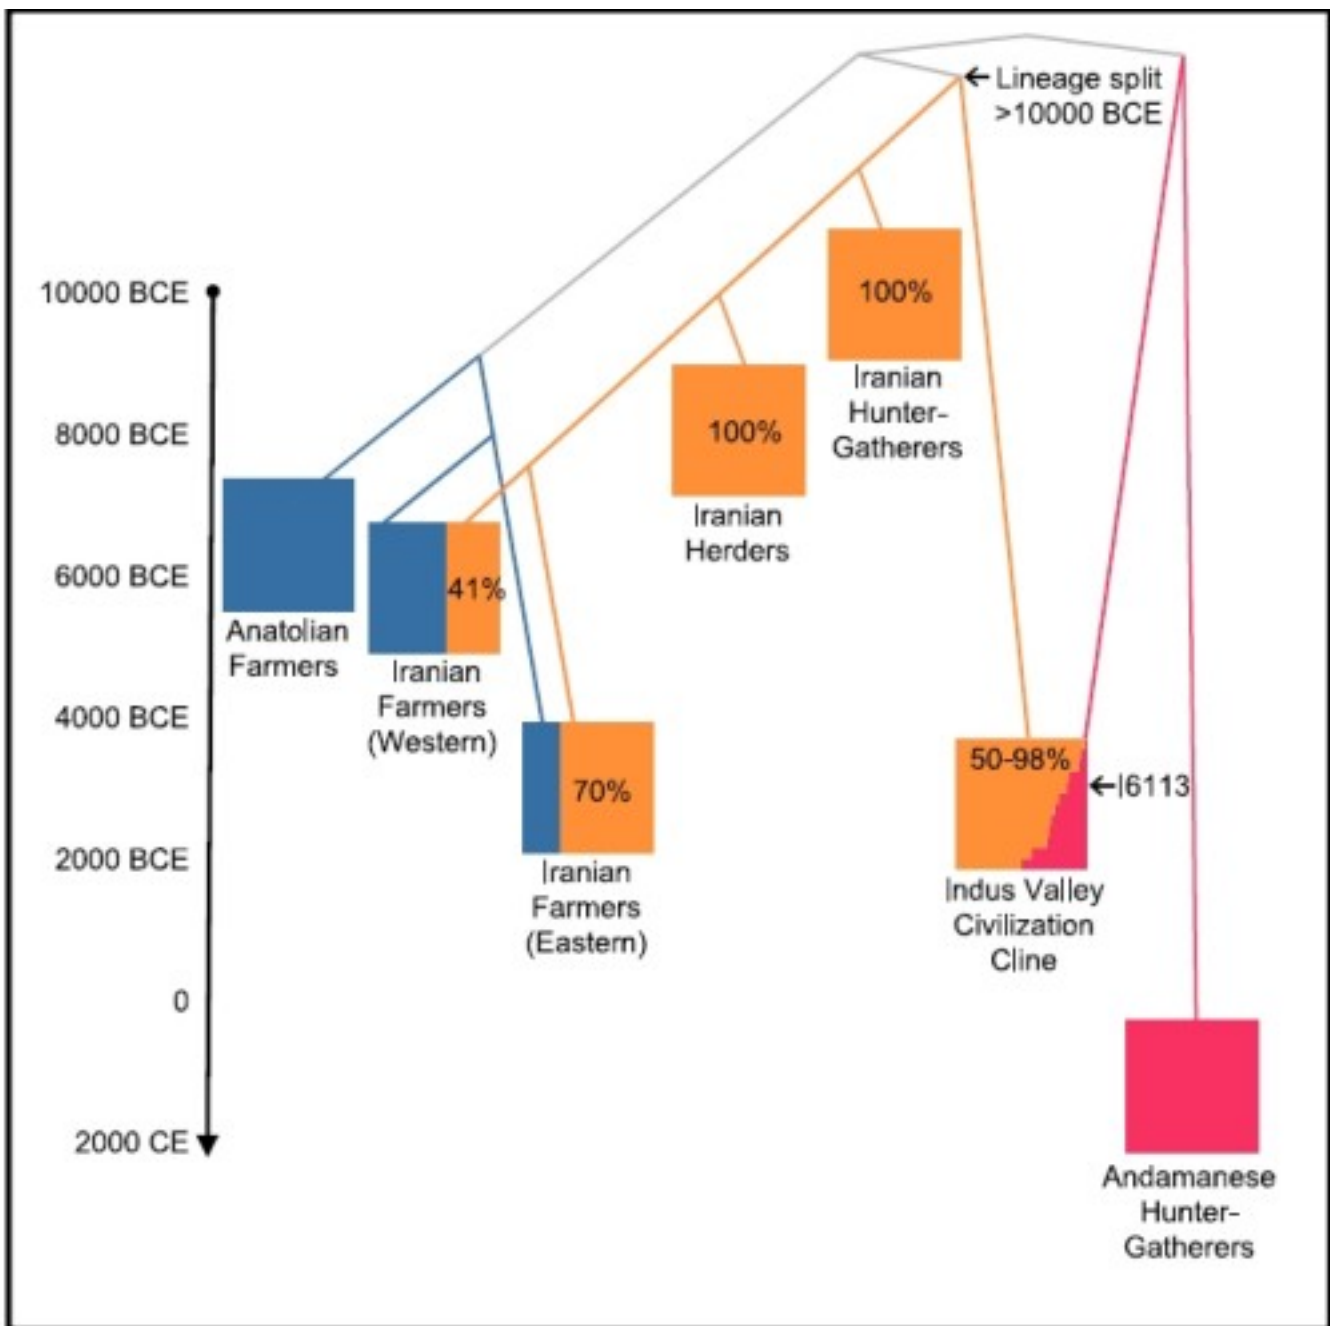 Lineage split
>10000 BCE
10000 BCE
8000 BCE
6000 BCE
4000 BCE
2000 BCE
0
2000 CE
100%
Iranian
Hunter-
Gatherers
100%
Iranian
Herders
Anatolian
Farmers
41%
Iranian
Farmers
(Western)
70%
Iranian
Farmers
(Eastern)
50-98%
I6113
Indus Valley
Civilization
Cline
Andamanese
Hunter-
Gatherers